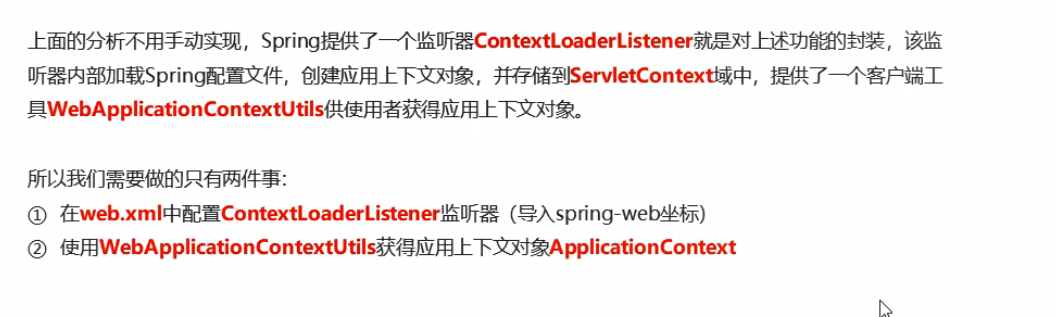 上面的分析不用手动实现，Spring提供了一个监听器ContextLoaderListener就是对上述功能的封装，该监
听器内部加载Spring配置文件，创建应用上下文对象，并存储到ServletContext域中，提供了一个客户端工
具WebApplicationContextUtils供使用者获得应用上下文对象。
所以我们需要做的只有两件事：
① 在web.xml中配置ContextLoaderListener监听器（导入spring-web坐标）
② 使用WebApplicationContextUtils获得应用上下文对象ApplicationContext